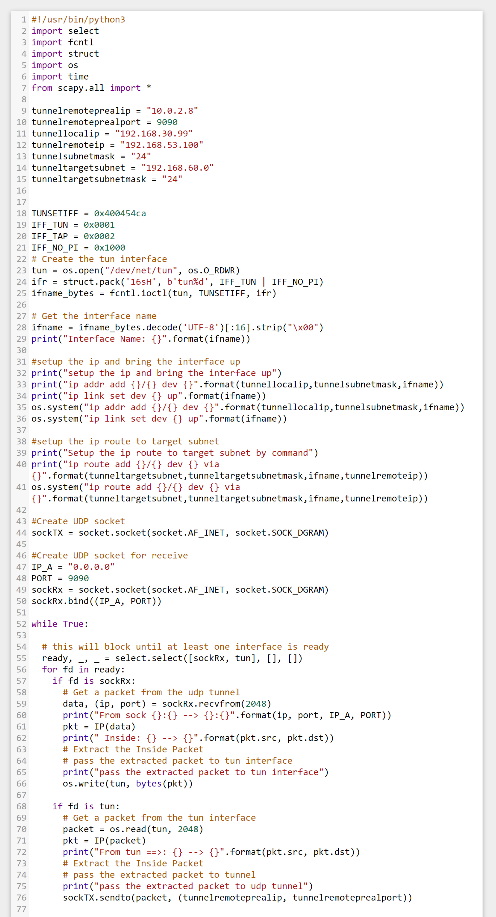 1 #!/usr/bin/python3
2 import select
3 import fcntl
4 import struct
5 import os
6 import time
7 from scapy.all import *
8
9 tunnelremoteprealip = "10.0.2.8"
10 tunnelremoteprealport = 9090
11 tunnellocalip = "192.168.30.99"
12 tunnelremoteip = "192.168.53.100"
13 tunnelsubnetmask = "24"
14 tunneltargetsubnet = "192.168.60.0"
15 tunneltargetsubnetmask = "24"
16
17
18 TUNSETIFF = 0x400454ca
19 IFF_TUN = 0x0001
20 IFF_TAP = 0x0002
21 IFF_NO_PI = 0x1000
22 # Create the tun interface
23 tun = os.open("/dev/net/tun", os.O_RDWR)
24 ifr = struct.pack('16sH', b'tun%d', IFF_TUN | IFF_NO_PI)
25 ifname_bytes = fcntl.ioctl(tun, TUNSETIFF, ifr)
26
27 # Get the interface name
28 ifname = ifname_bytes.decode('UTF-8')[:16].strip("\x00")
29 print("Interface Name: {}".format(ifname))
30
31 #setup the ip and bring the interface up
32 print("setup the ip and bring the interface up")
33 print("ip addr add {}/{} dev {}".format(tunnellocalip,tunnelsubnetmask,ifname))
34 print("ip link set dev {} up".format(ifname))
35 os.system("ip addr add {}/{} dev {}".format(tunnellocalip,tunnelsubnetmask,ifname))
36 os.system("ip link set dev {} up".format(ifname))
37
38 #setup the ip route to target subnet
39 print("Setup the ip route to target subnet by command")
40 print("ip route add {}/{} dev {} via
{}".format(tunneltargetsubnet,tunneltargetsubnetmask,ifname,tunnelremoteip))
41 os.system("ip route add {}/{} dev {} via
{}".format(tunneltargetsubnet,tunneltargetsubnetmask,ifname,tunnelremoteip))
42
43 #Create UDP socket
44 sockTX = socket.socket(socket.AF_INET, socket.SOCK_DGRAM)
45
46 #Create UDP socket for receive
47 IP_A = "0.0.0.0"
48 PORT = 9090
49 sockRx = socket.socket(socket.AF_INET, socket.SOCK_DGRAM)
50 sockRx.bind((IP_A, PORT))
51
52 while True:
53
54 # this will block until at least one interface is ready
55 ready, _, _ = select.select([sockRx, tun], [], [])
56 for fd in ready:
57 if fd is sockRx:
58 # Get a packet from the udp tunnel
59 data, (ip, port) = sockRx.recvfrom(2048)
60 print("From sock {}:{} --> {}:{}".format(ip, port, IP_A, PORT))
61 pkt = IP(data)
62 print(" Inside: {} --> {}".format(pkt.src, pkt.dst))
63 # Extract the Inside Packet
64 # pass the extracted packet to tun interface
65 print("pass the extracted packet to tun interface")
66 os.write(tun, bytes(pkt))
67
68 if fd is tun:
69 # Get a packet from the tun interface
70 packet = os.read(tun, 2048)
71 pkt = IP(packet)
72 print("From tun ==>: {} --> {}".format(pkt.src, pkt.dst))
73 # Extract the Inside Packet
74 # pass the extracted packet to tunnel
75 print("pass the extracted packet to udp tunnel")
76 sockTX.sendto(packet, (tunnelremoteprealip, tunnelremoteprealport))
77